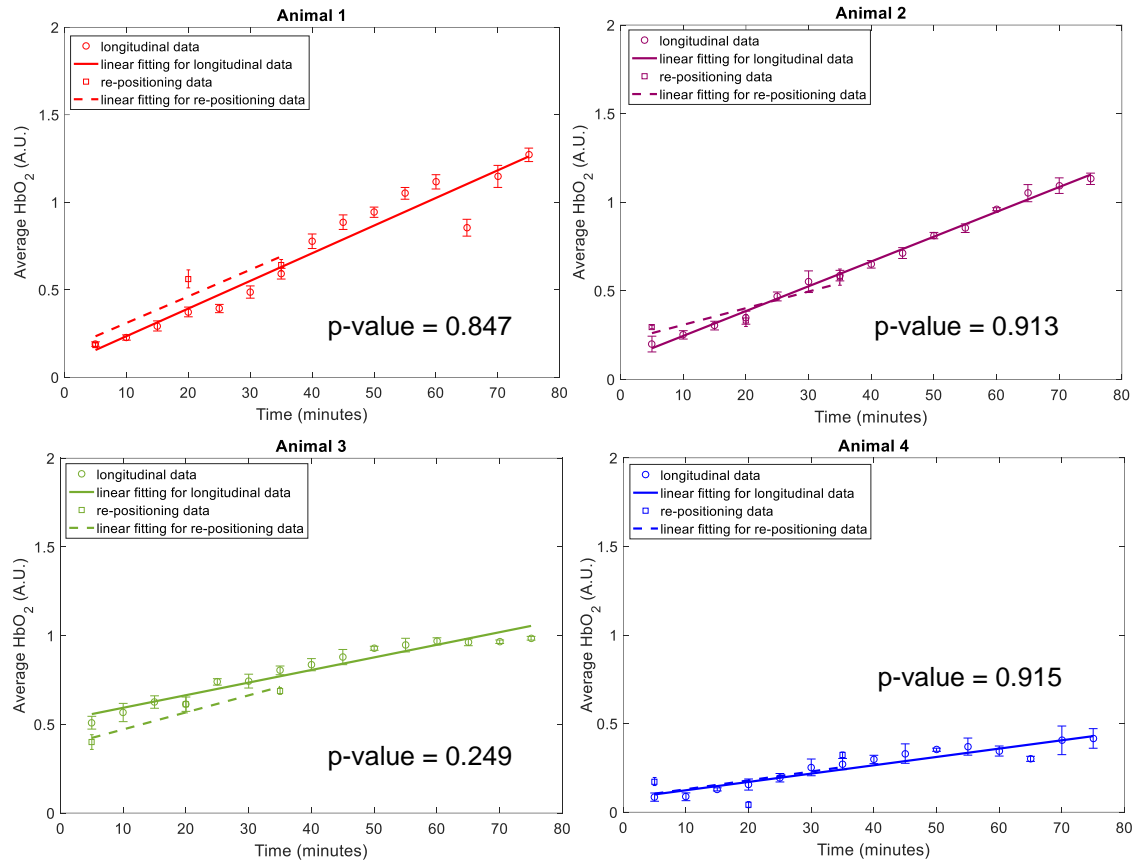 Animal 1
longitudinal data
linear fitting for longitudinal data
re-positioning data
linear fitting for re-positioning data
Average HbO2 (A.U.)
2
1.5
1
0.5
0
p-value = 0.847
0 10 20 30 40 50 60 70 80
Time (minutes)
Animal 2
longitudinal data
linear fitting for longitudinal data
re-positioning data
linear fitting for re-positioning data
Average HbO2 (A.U.)
2
1.5
1
0.5
0
p-value = 0.913
0 10 20 30 40 50 60 70 80
Time (minutes)
Animal 3
longitudinal data
linear fitting for longitudinal data
re-positioning data
linear fitting for re-positioning data
Average HbO2 (A.U.)
2
1.5
1
0.5
0
p-value = 0.249
0 10 20 30 40 50 60 70 80
Time (minutes)
Animal 4
longitudinal data
linear fitting for longitudinal data
re-positioning data
linear fitting for re-positioning data
Average HbO2 (A.U.)
2
1.5
1
0.5
0
p-value = 0.915
0 10 20 30 40 50 60 70 80
Time (minutes)